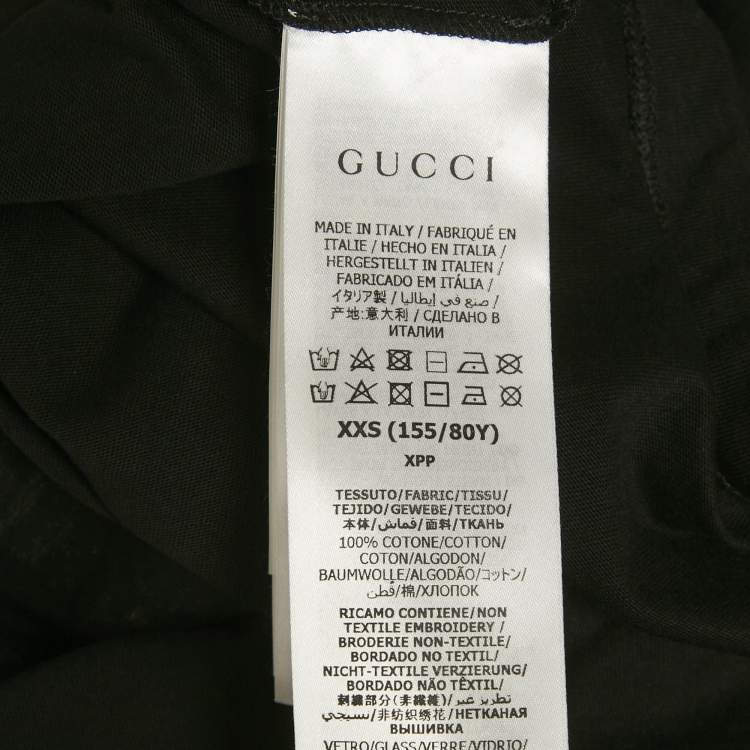 GUCCI
MADE IN ITALY / FABRIQUÉ EN
ITALIE / HECHO EN ITALIA /
HERGESTELLT IN ITALIEN /
FABRICADO EM ITÁLIA /
イタリア製 / صنع في إيطاليا /
产地:意大利 / СДЕЛАНО В
ИТАЛИИ
XXS (155/80Y)
XPP
TESSUTO/FABRIC/TISSU/
TEJIDO/GEWEBE/TECIDO/
本体/قماش/面料/ТКАНЬ
100% COTONE/COTTON/
COTON/ALGODON/
BAUMWOLLE/ALGODÃO/コットン/
قطن/棉/ХЛОПОК
RICAMO CONTIENE/NON
TEXTILE EMBROIDERY /
BRODERIE NON-TEXTILE/
BORDADO NO TEXTIL/
NICHT-TEXTILE VERZIERUNG/
BORDADO NÃO TÊXTIL/
刺繍部分(非繊維)/تطريز غير
نسيجي/非纺织绣花/НЕТКАНАЯ
ВЫШИВКА
VETRO/GLASS/VERRE/VIDRIO/